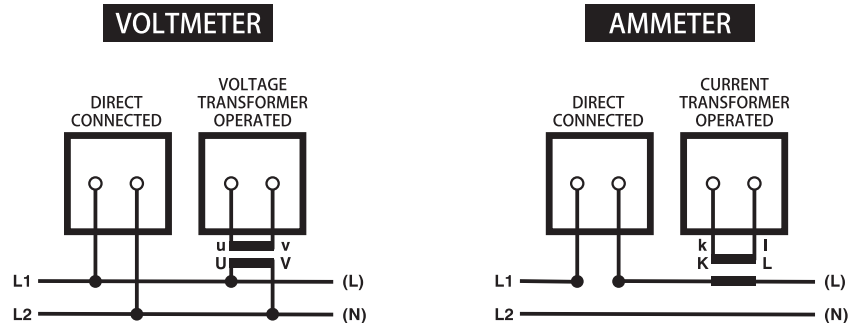 VOLTMETER
DIRECT
CONNECTED
VOLTAGE
TRANSFORMER
OPERATED
u v
U V
L1 (L)
L2 (N)
AMMETER
DIRECT
CONNECTED
CURRENT
TRANSFORMER
OPERATED
k l
K L
L1 (L)
L2 (N)